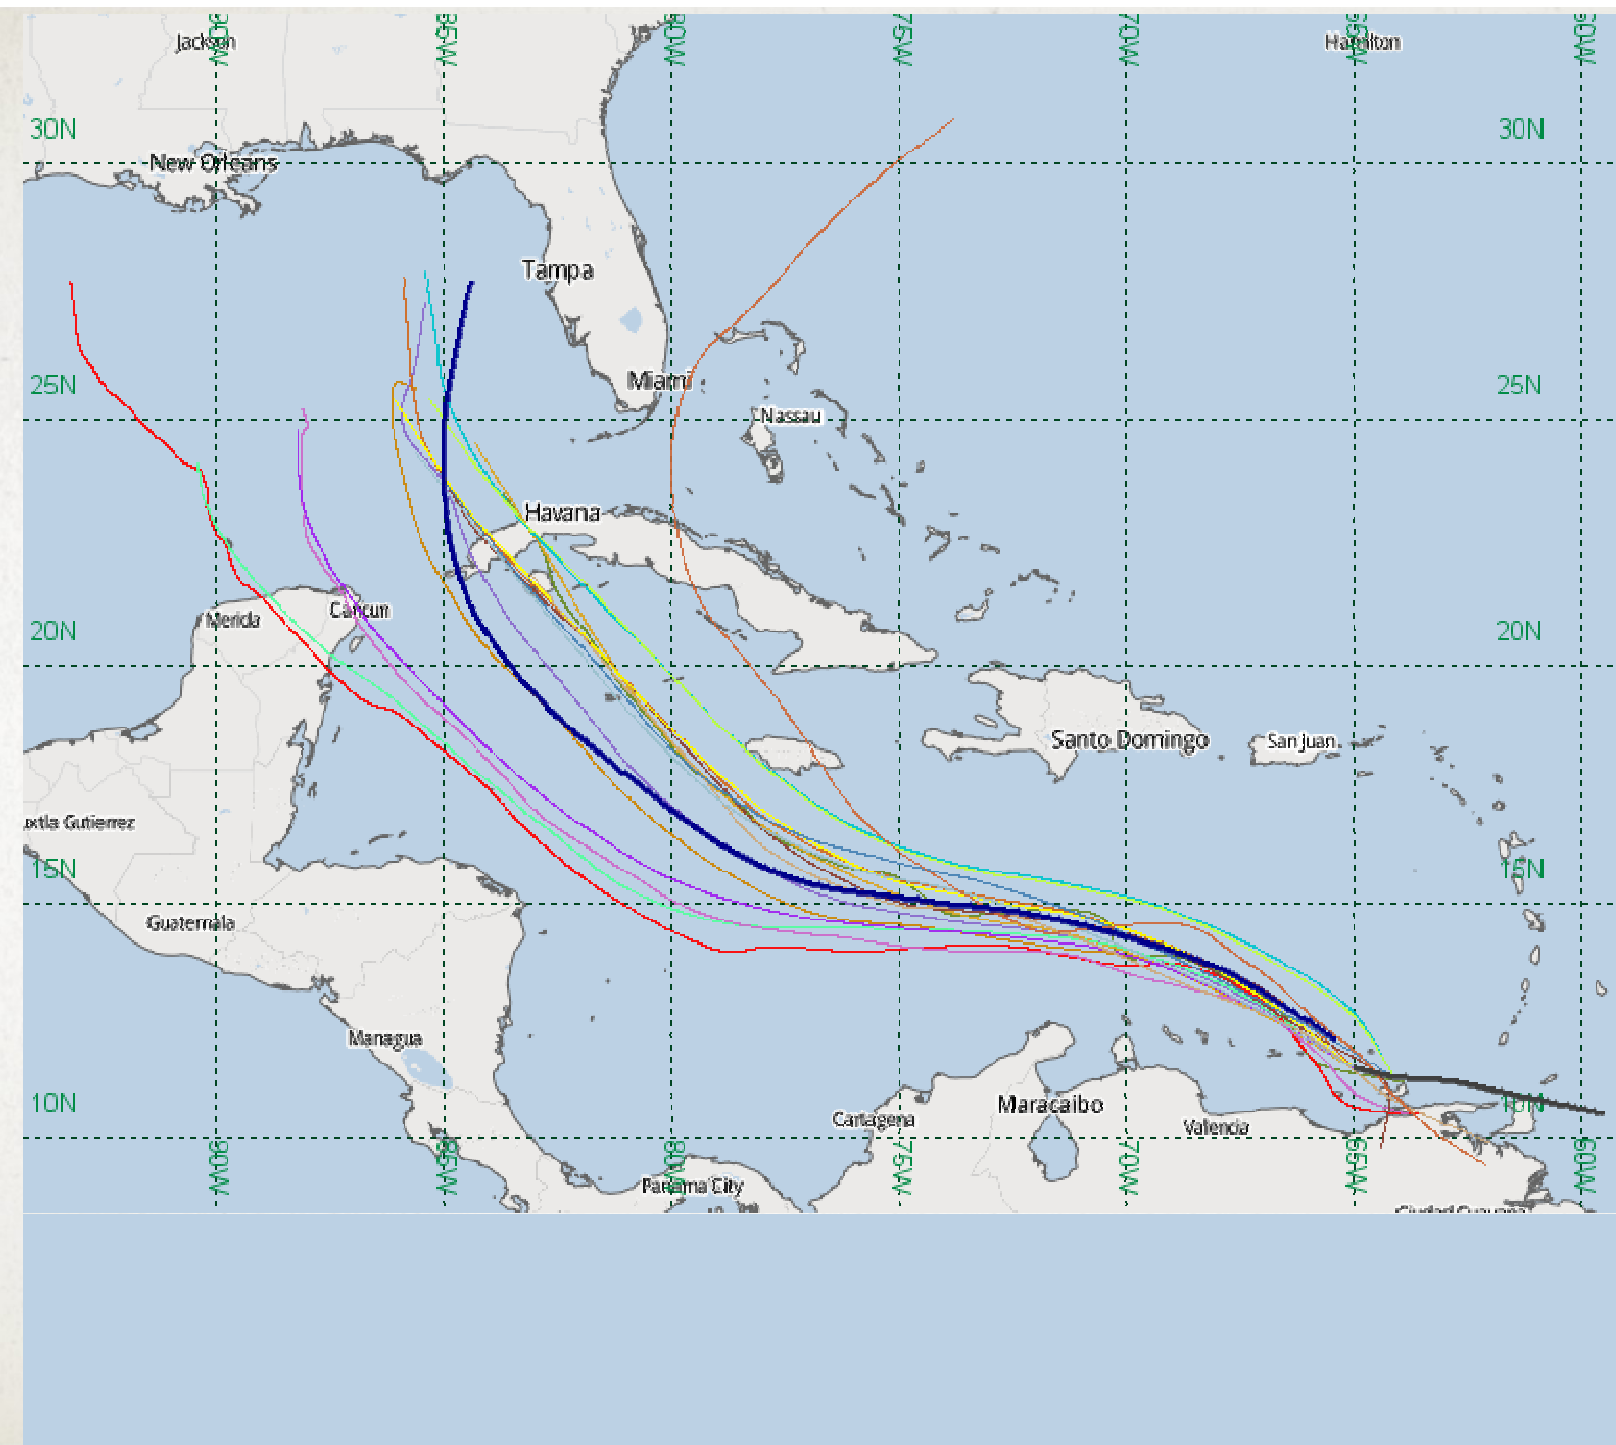 90W 85W 80W 75W 70W 65W 60W
Jackson
Hamilton
30N 30N
New Orleans
Tampa
25N Miami 25N
Nassau
Havana
20N Merida Cancun 20N
Santo Domingo San Juan
uxtla Gutierrez
15N 15N
Guatemala
Managua
10N Cartagena Maracaibo Valencia 10N
90W 85W 80W 75W 70W 65W 60W
Panama City